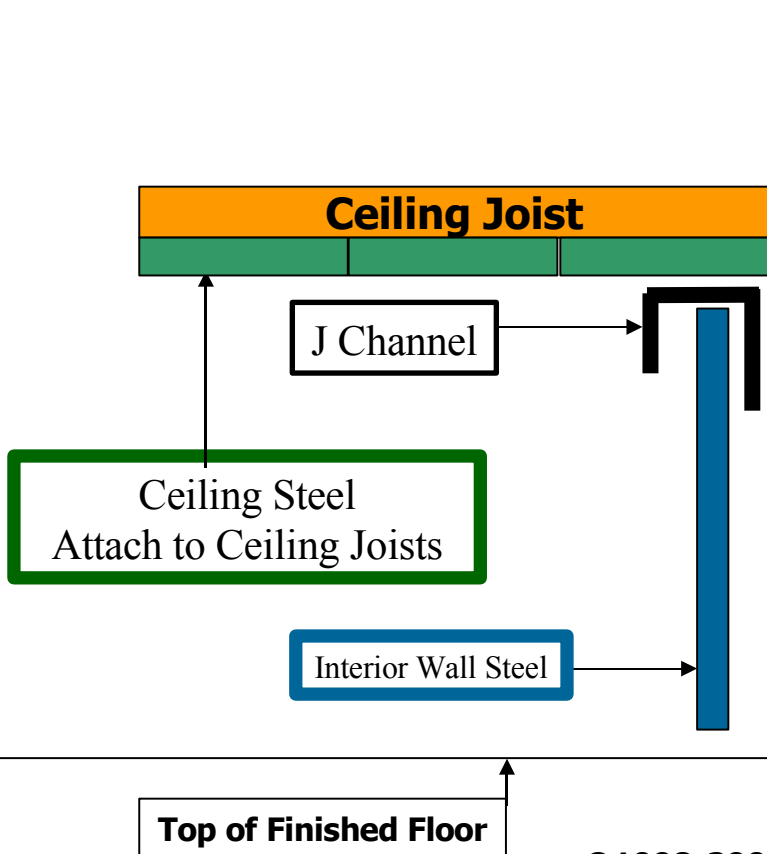 Ceiling Joist
J Channel
Ceiling Steel
Attach to Ceiling Joists
Interior Wall Steel
Top of Finished Floor